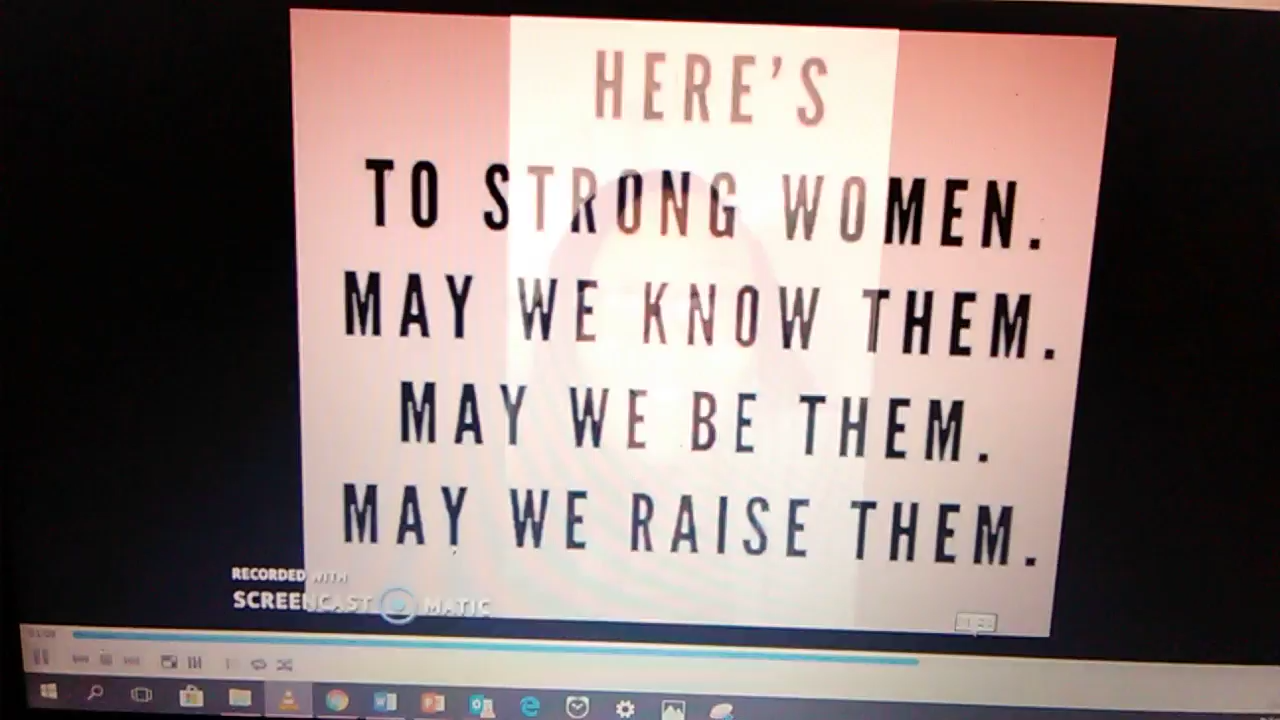 HERE'S
TO STRONG WOMEN.
MAY WE KNOW THEM.
MAY WE BE THEM.
MAY WE RAISE THEM.
RECORDED WITH
SCREENCAST MATIC